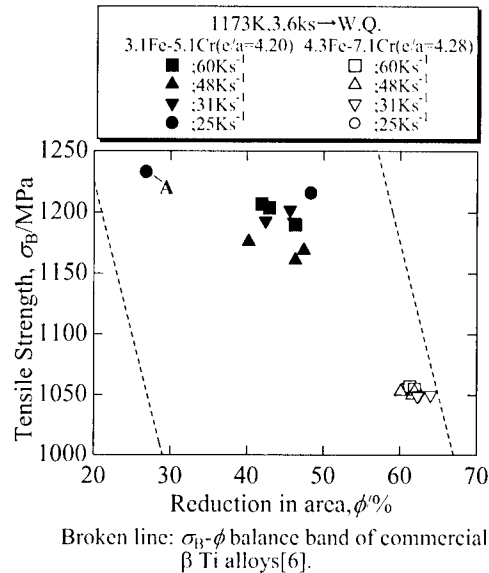 1173K,3.6ks→W.Q.
3.1Fe-5.1Cr(e/a=4.20) 4.3Fe-7.1Cr(e/a=4.28)
■ ;60Ks⁻¹ □ ;60Ks⁻¹
▲ ;48Ks⁻¹ △ ;48Ks⁻¹
▼ ;31Ks⁻¹ ▽ ;31Ks⁻¹
● ;25Ks⁻¹ ○ ;25Ks⁻¹
Tensile Strength, σB/MPa
1250
1200
1150
1100
1050
1000
A
20 30 40 50 60 70
Reduction in area,ϕ/%
Broken line: σB-ϕ balance band of commercial
β Ti alloys[6].